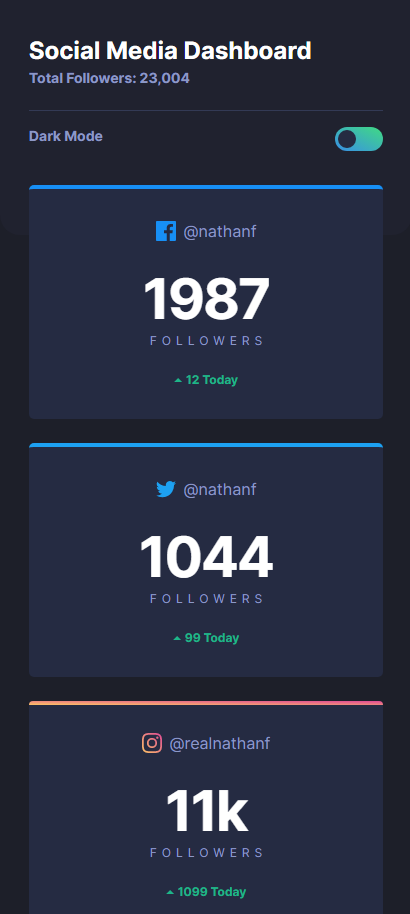 Social Media Dashboard
Total Followers: 23,004
Dark Mode
@nathanf
1987
FOLLOWERS
12 Today
@nathanf
1044
FOLLOWERS
99 Today
@realnathanf
11k
FOLLOWERS
1099 Today